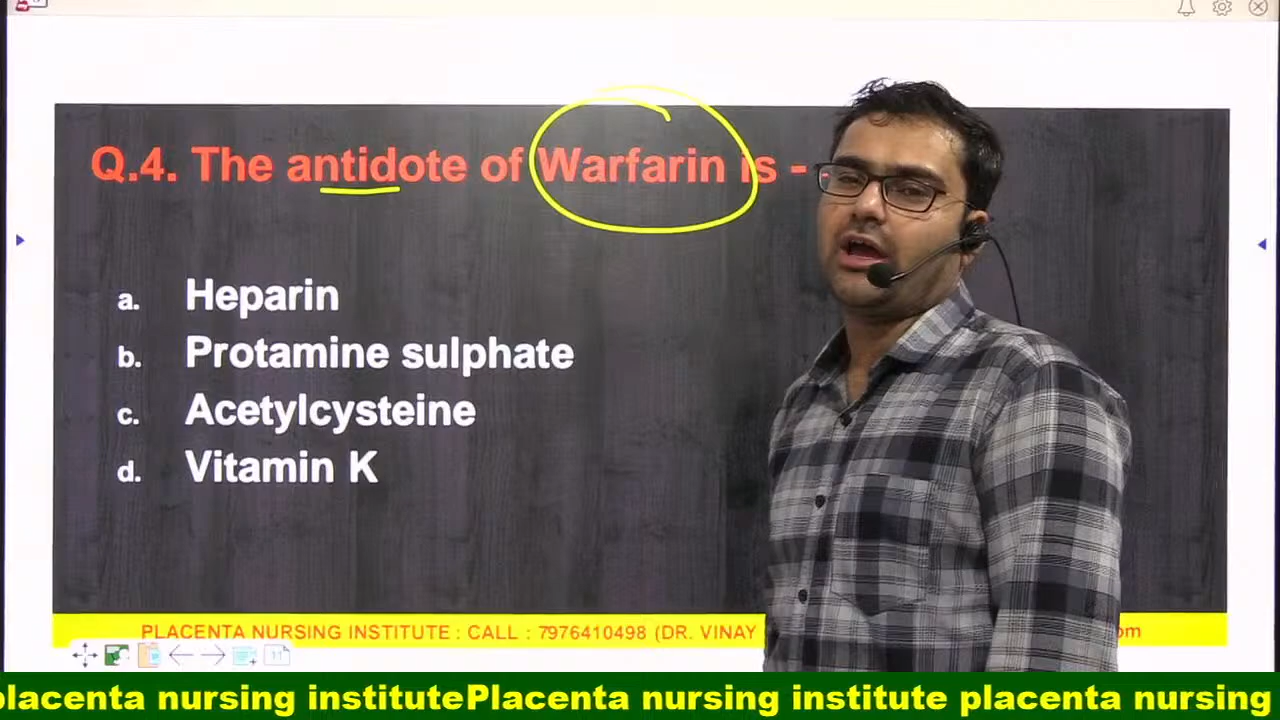 Q.4. The antidote of Warfarin is -
a. Heparin
b. Protamine sulphate
c. Acetylcysteine
d. Vitamin K
PLACENTA NURSING INSTITUTE : CALL : 7976410498 (DR. VINAY
placenta nursing institutePlacenta nursing institute placenta nursing